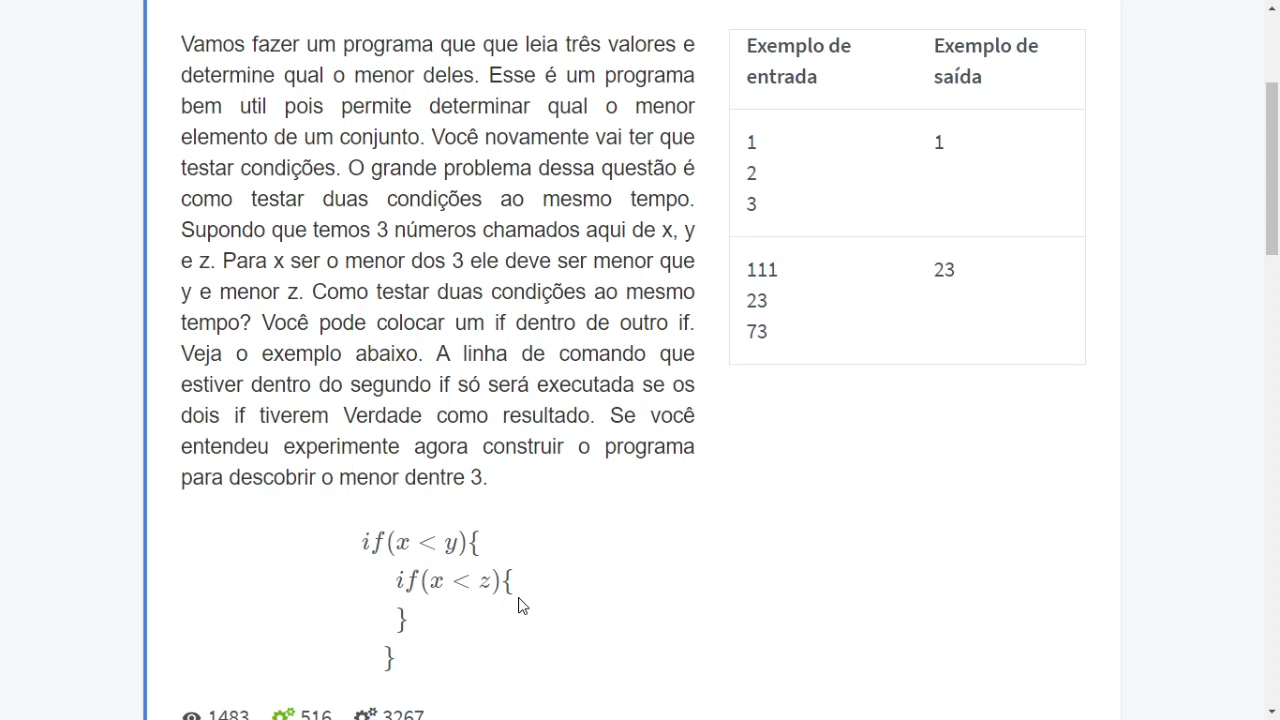 Vamos fazer um programa que que leia três valores e
determine qual o menor deles. Esse é um programa
bem util pois permite determinar qual o menor
elemento de um conjunto. Você novamente vai ter que
testar condições. O grande problema dessa questão é
como testar duas condições ao mesmo tempo.
Supondo que temos 3 números chamados aqui de x, y
e z. Para x ser o menor dos 3 ele deve ser menor que
y e menor z. Como testar duas condições ao mesmo
tempo? Você pode colocar um if dentro de outro if.
Veja o exemplo abaixo. A linha de comando que
estiver dentro do segundo if só será executada se os
dois if tiverem Verdade como resultado. Se você
entendeu experimente agora construir o programa
para descobrir o menor dentre 3.
if(x < y){
if(x < z){
}
}
1483 516 3267
Exemplo de entrada
Exemplo de saída
1
2
3
1
111
23
73
23